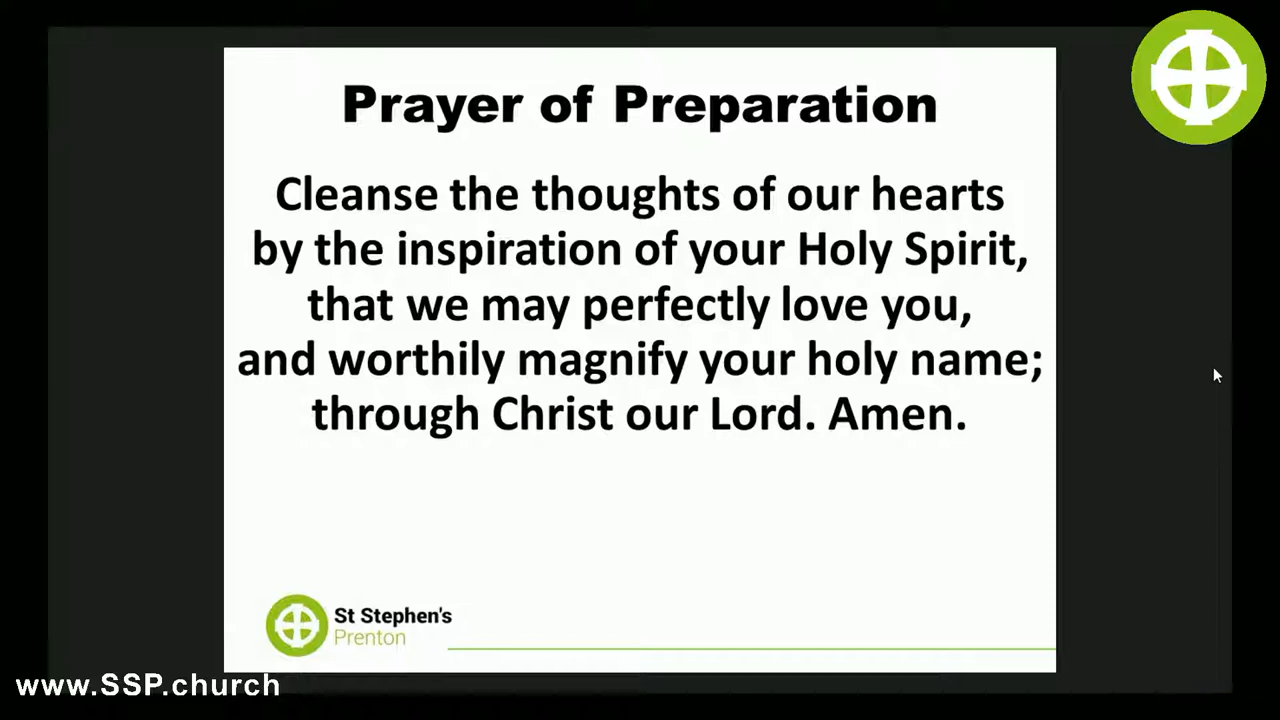 Prayer of Preparation
Cleanse the thoughts of our hearts
by the inspiration of your Holy Spirit,
that we may perfectly love you,
and worthily magnify your holy name;
through Christ our Lord. Amen.
St Stephen's
Prenton
www.SSP.church